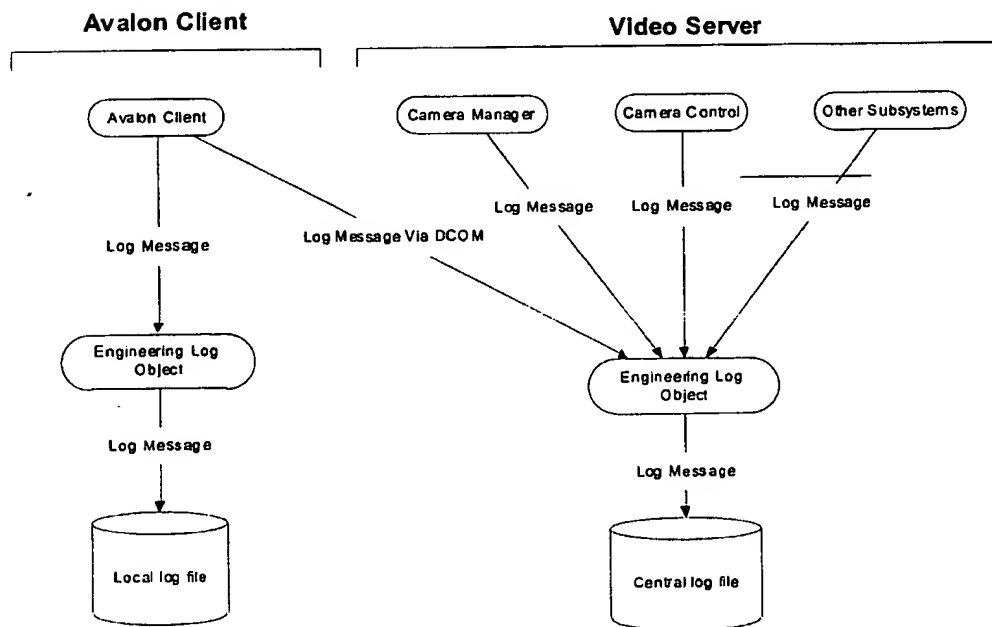 Avalon Client
Video Server
Avalon Client
Camera Manager
Camera Control
Other Subsystems
Log Message
Log Message
Log Message
Log Message Via DCOM
Log Message
Engineering Log
Object
Engineering Log
Object
Log Message
Log Message
Local log file
Central log file